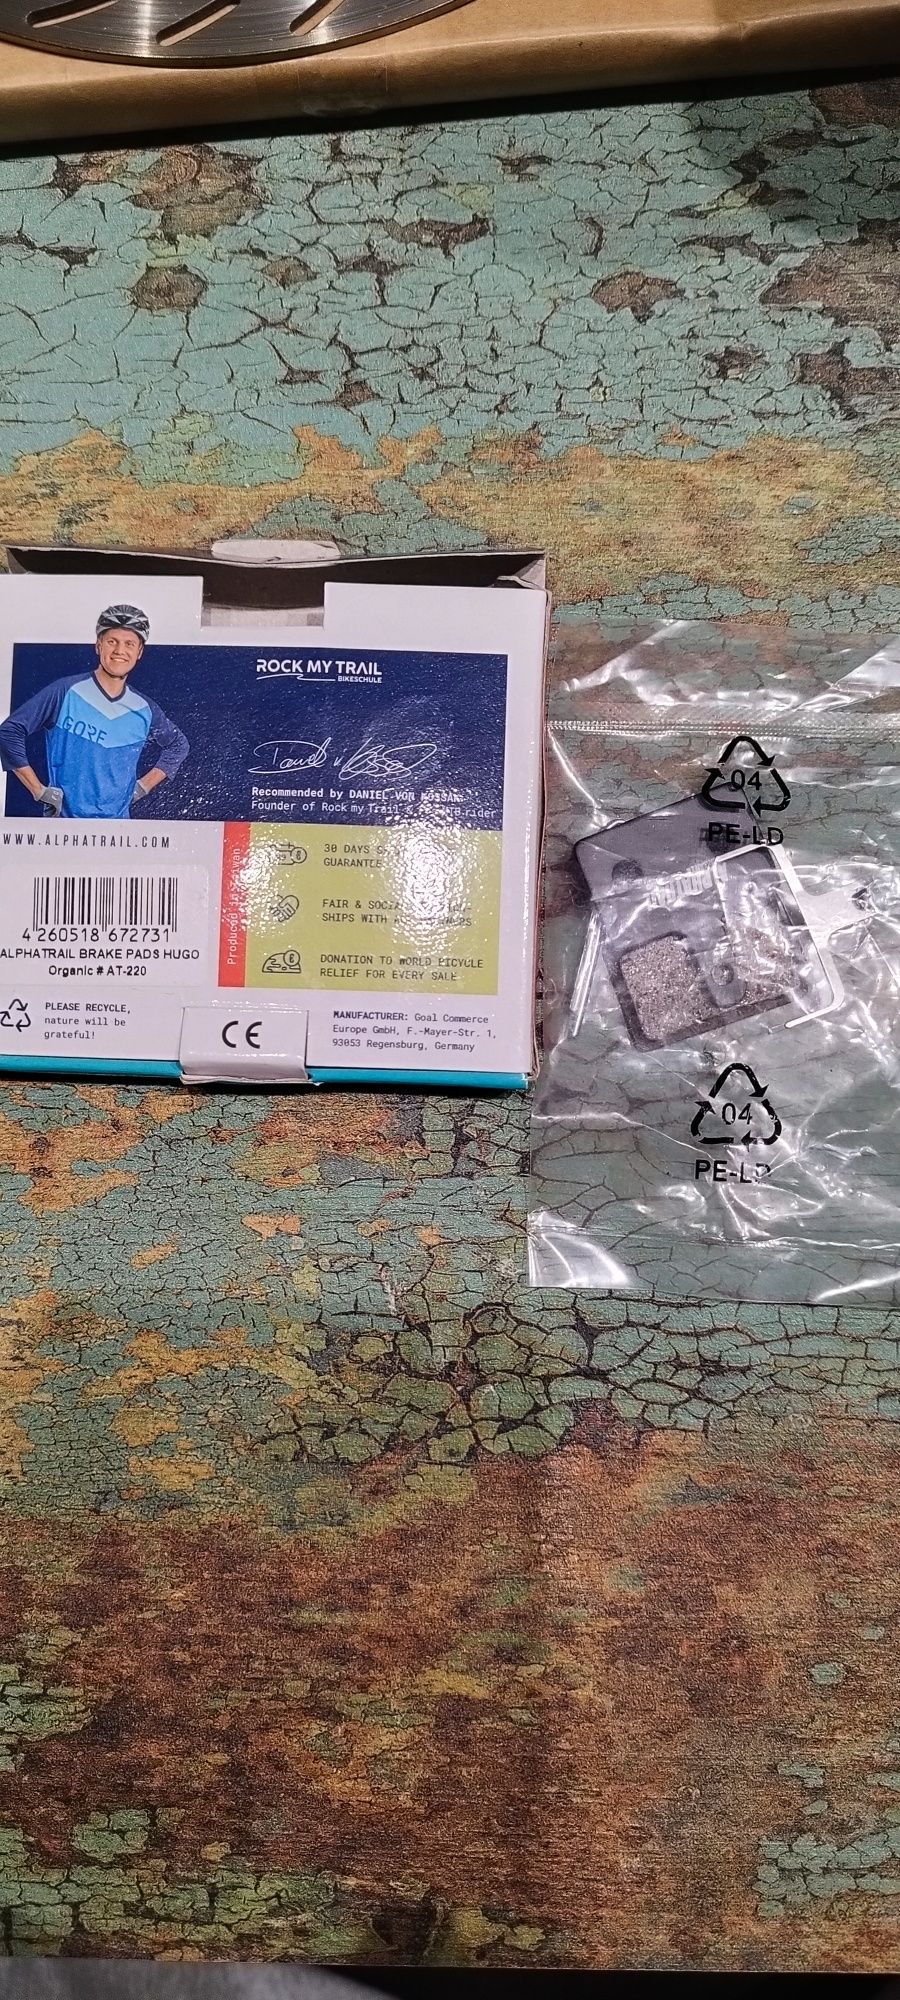 ROCK MY TRAIL
BIKESCHULE
Recommended by DANIEL VON KOSSAK
Founder of Rock my Trail
rider
GORE
WWW.ALPHATRAIL.COM
4 260518 672731
ALPHATRAIL BRAKE PADS HUGO
Organic # AT-220
PLEASE RECYCLE,
nature will be
grateful!
Produced in Taiwan
30 DAYS
GUARANTEE
FAIR & SOCIAL
SHIPS WITH
DONATION TO WORLD BICYCLE
RELIEF FOR EVERY SALE
CE
MANUFACTURER: Goal Commerce
Europe GmbH, F.-Mayer-Str. 1,
93053 Regensburg, Germany
04
PE-LD
04
PE-LD